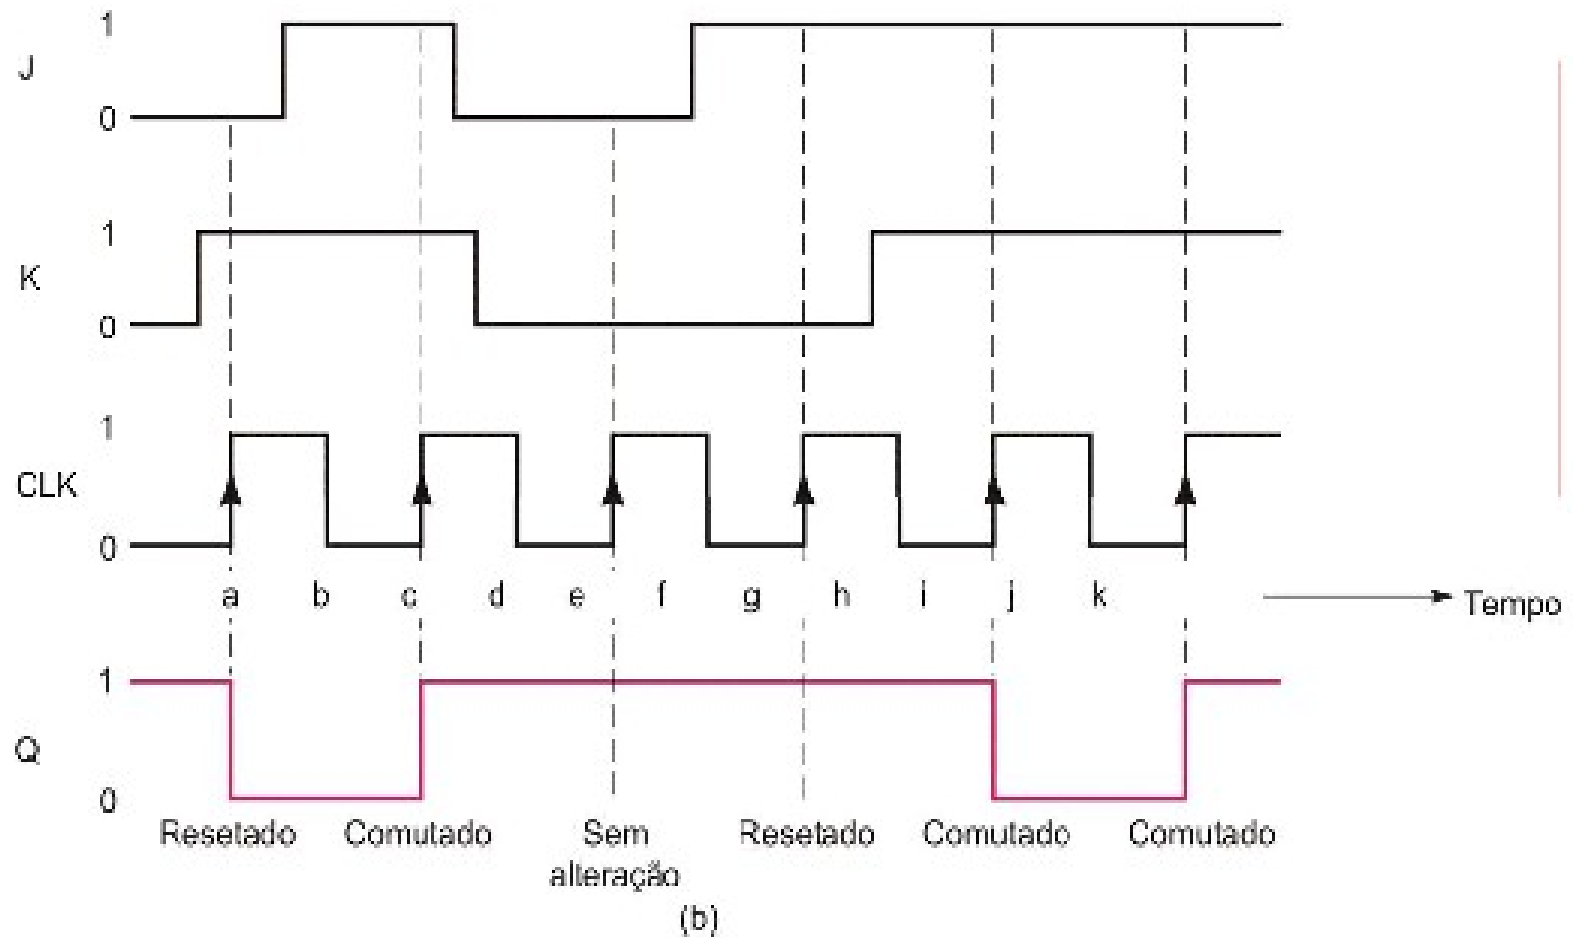 1
J
0
1
K
0
1
CLK
0
a b c d e f g h i j k
Tempo
1
Q
0
Resetado Comutado Sem alteração Resetado Comutado Comutado
(b)